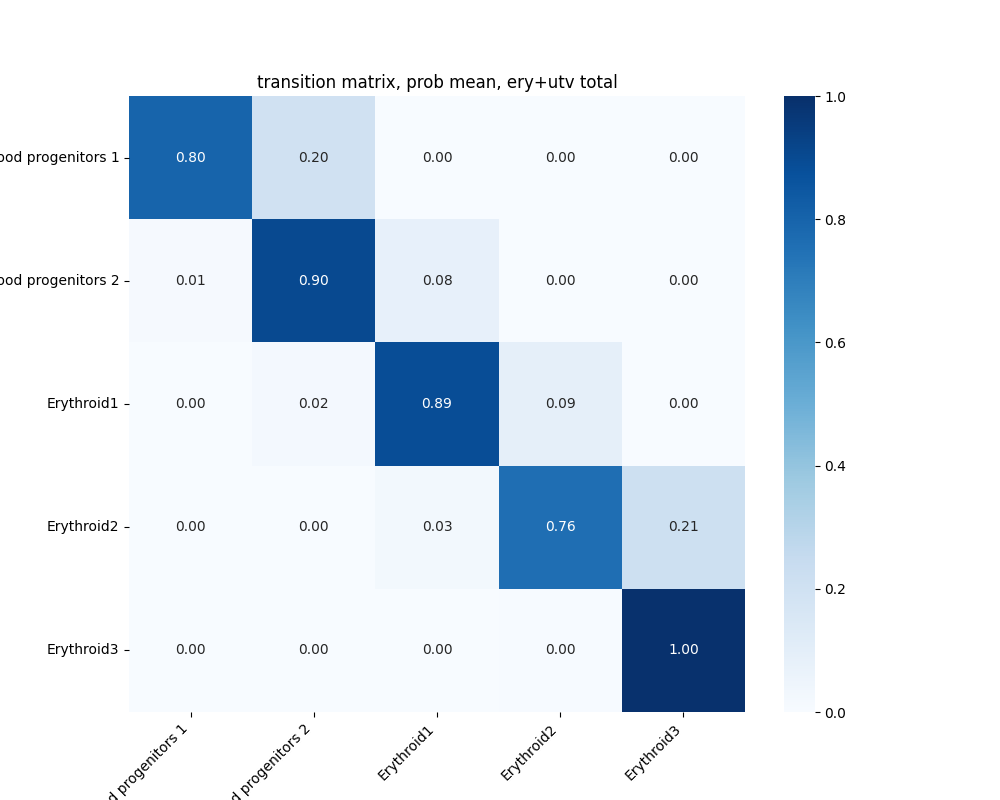 transition matrix, prob mean, ery+utv total
ood progenitors 1 0.80 0.20 0.00 0.00 0.00
ood progenitors 2 0.01 0.90 0.08 0.00 0.00
Erythroid1 0.00 0.02 0.89 0.09 0.00
Erythroid2 0.00 0.00 0.03 0.76 0.21
Erythroid3 0.00 0.00 0.00 0.00 1.00
d progenitors 1 d progenitors 2 Erythroid1 Erythroid2 Erythroid3
1.0
0.8
0.6
0.4
0.2
0.0